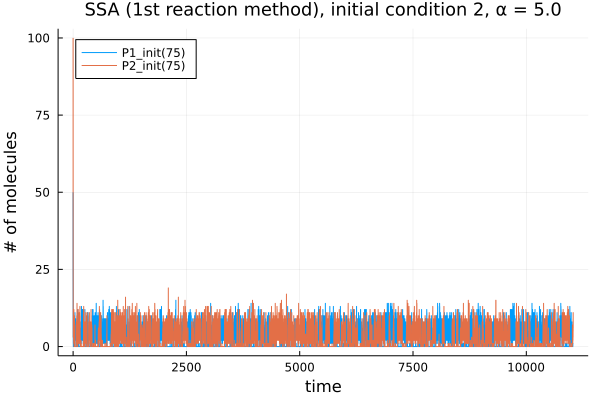 SSA (1st reaction method), initial condition 2, α = 5.0
100
75
50
25
0
P1_init(75)
P2_init(75)
# of molecules
0
2500
5000
7500
10000
time